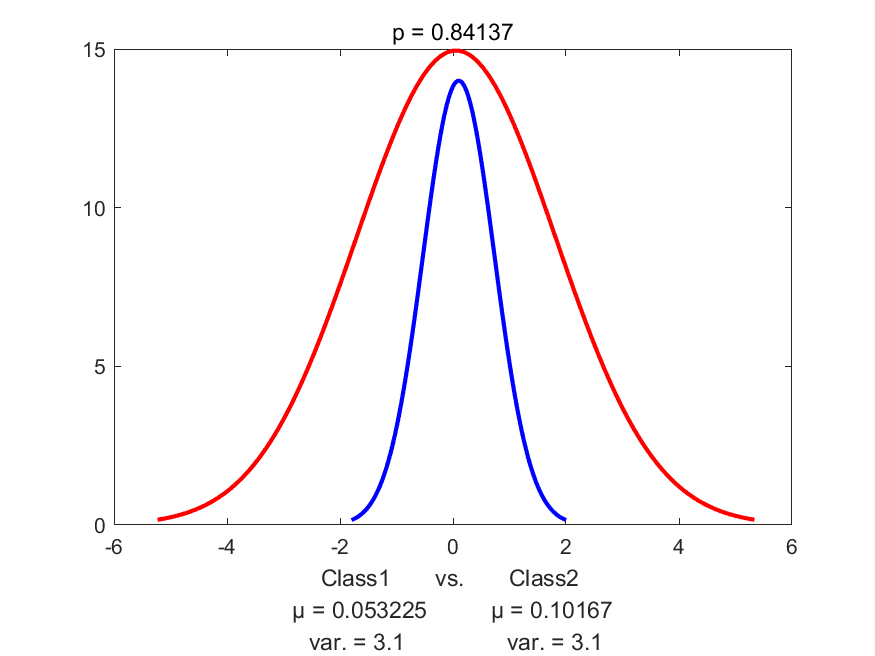 p = 0.84137
15
10
5
0
-6 -4 -2 0 2 4 6
Class1 vs. Class2
μ = 0.053225 μ = 0.10167
var. = 3.1 var. = 3.1